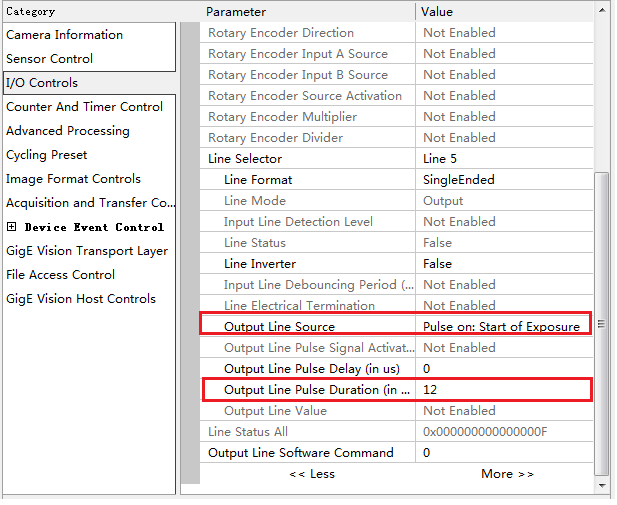 Category
Camera Information
Sensor Control
I/O Controls
Counter And Timer Control
Advanced Processing
Cycling Preset
Image Format Controls
Acquisition and Transfer Co...
Device Event Control
GigE Vision Transport Layer
File Access Control
GigE Vision Host Controls
Parameter Value
Rotary Encoder Direction Not Enabled
Rotary Encoder Input A Source Not Enabled
Rotary Encoder Input B Source Not Enabled
Rotary Encoder Source Activation Not Enabled
Rotary Encoder Multiplier Not Enabled
Rotary Encoder Divider Not Enabled
Line Selector Line 5
Line Format SingleEnded
Line Mode Output
Input Line Detection Level Not Enabled
Line Status False
Line Inverter False
Input Line Debouncing Period (... Not Enabled
Line Electrical Termination Not Enabled
Output Line Source Pulse on: Start of Exposure
Output Line Pulse Signal Activat... Not Enabled
Output Line Pulse Delay (in us) 0
Output Line Pulse Duration (in ... 12
Output Line Value Not Enabled
Line Status All 0x000000000000000F
Output Line Software Command 0
<< Less More >>